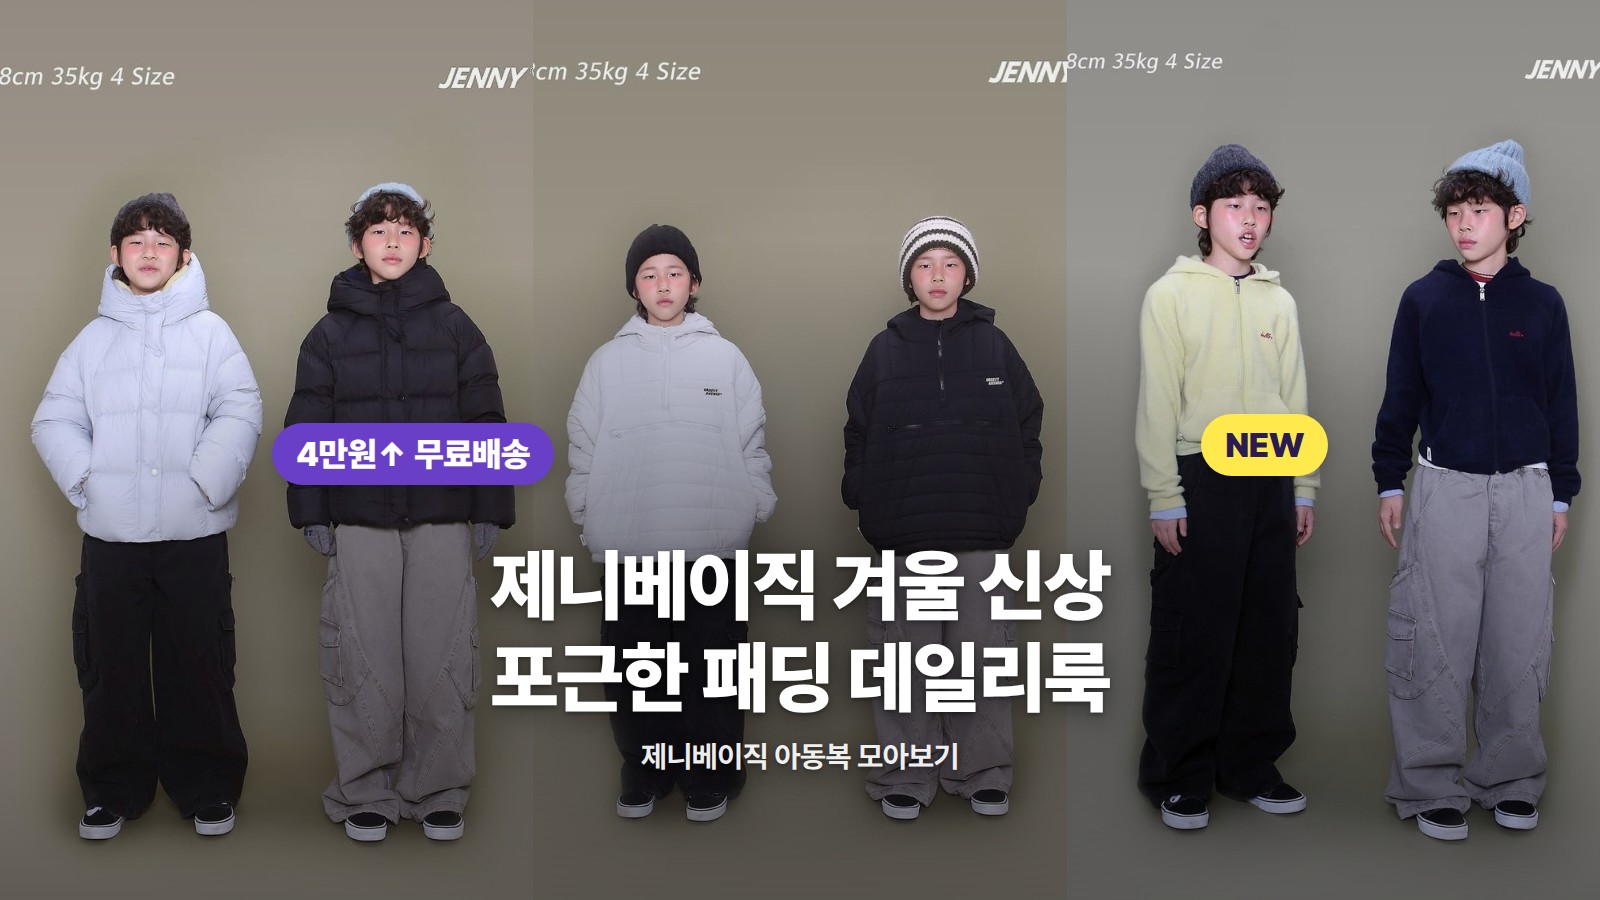 8cm 35kg 4 Size
JENNY
cm 35kg 4 Size
JENNY
8cm 35kg 4 Size
JENNY
4만원↑ 무료배송
NEW
제니베이직 겨울 신상
포근한 패딩 데일리룩
제니베이직 아동복 모아보기